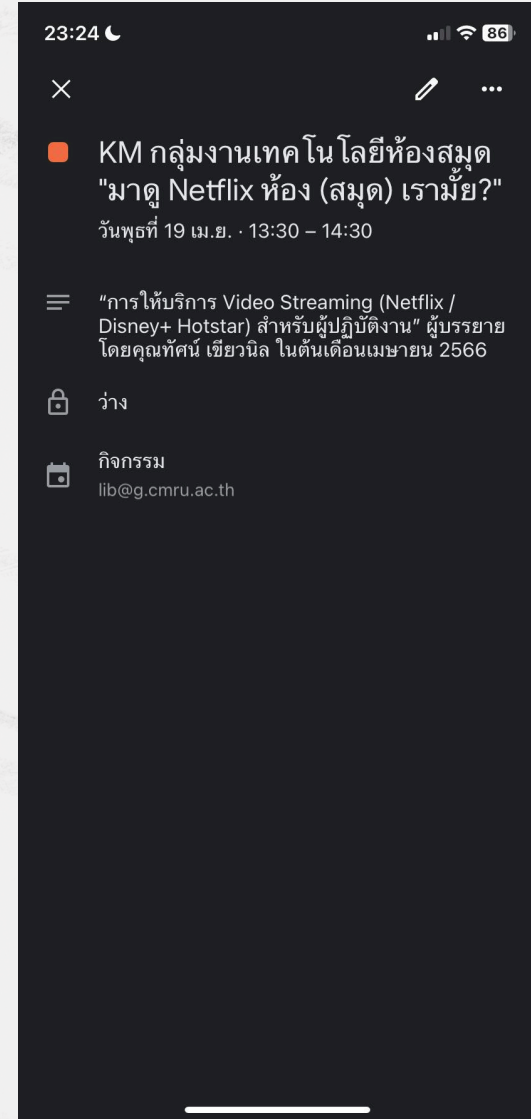 23:24
86
KM กลุ่มงานเทคโนโลยีห้องสมุด
"มาดู Netflix ห้อง (สมุด) เรามั้ย?"
วันพุธที่ 19 เม.ย. · 13:30 – 14:30
“การให้บริการ Video Streaming (Netflix /
Disney+ Hotstar) สำหรับผู้ปฏิบัติงาน” ผู้บรรยาย
โดยคุณทัศน์ เขียวนิล ในต้นเดือนเมษายน 2566
ว่าง
กิจกรรม
lib@g.cmru.ac.th